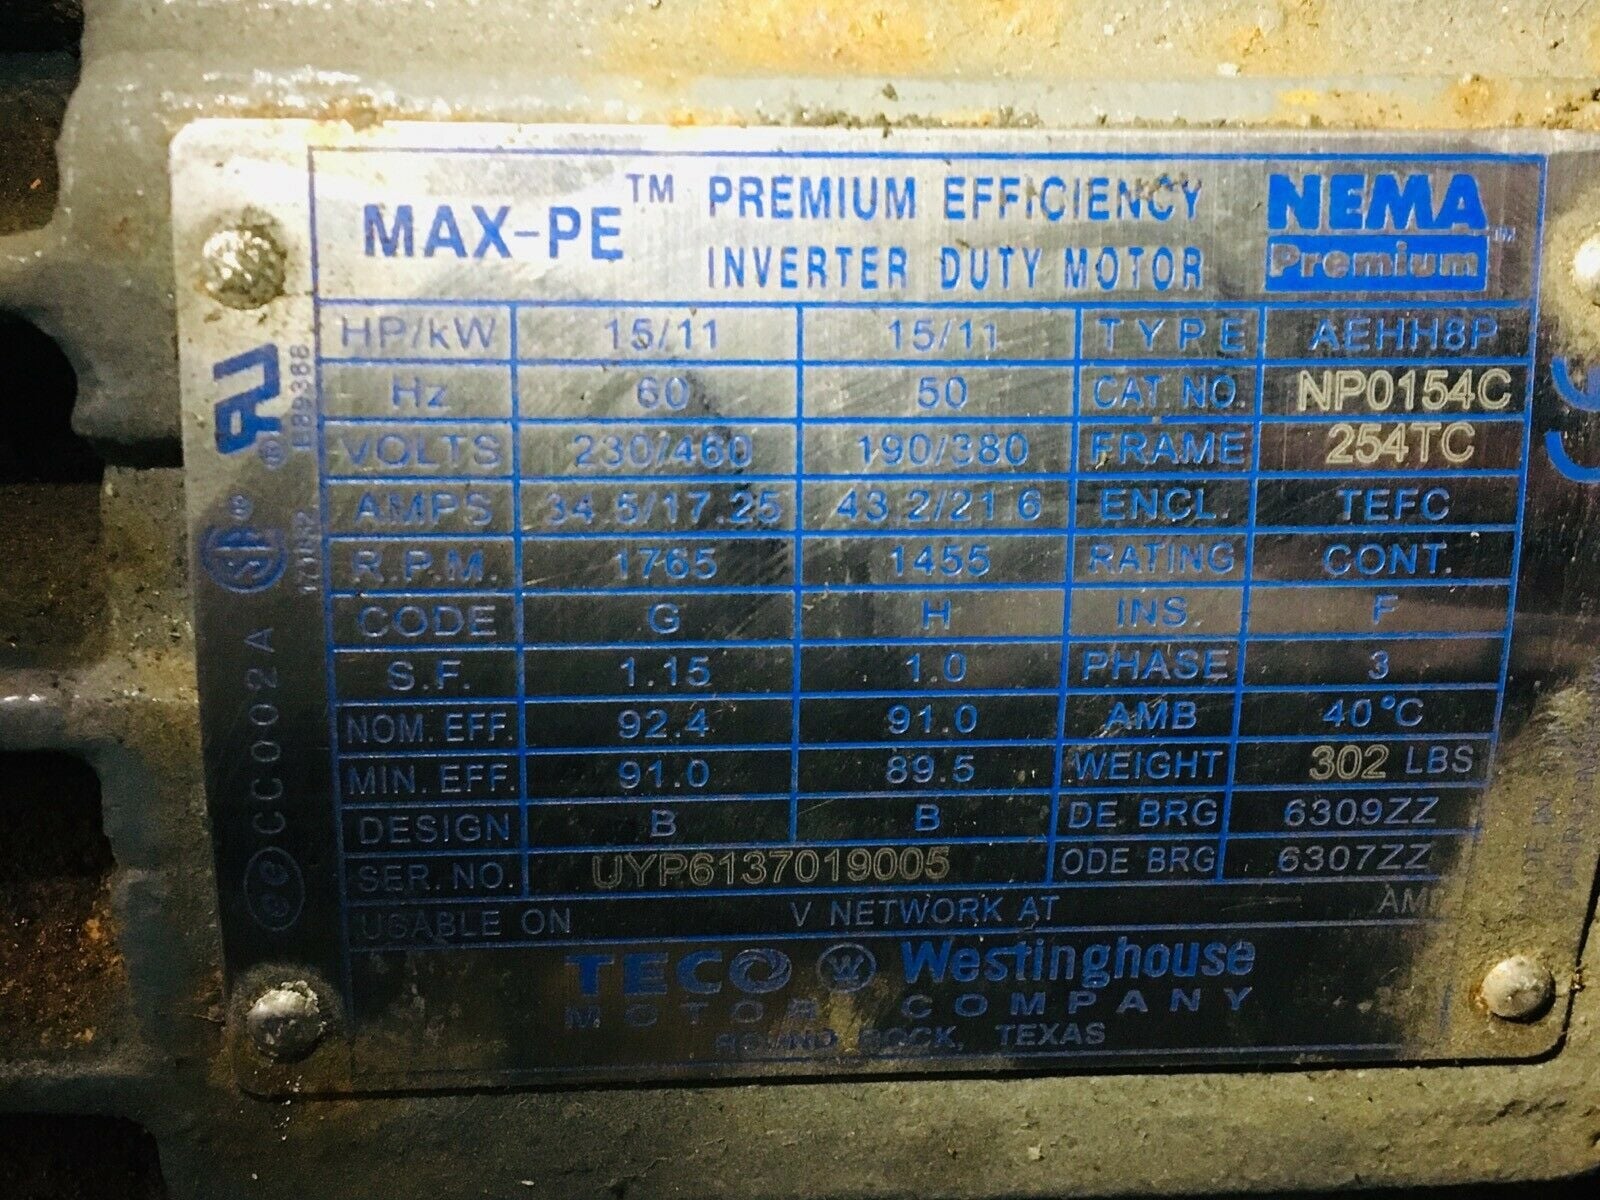 MAX-PE™ PREMIUM EFFICIENCY
INVERTER DUTY MOTOR
NEMA
Premium
HP/kW 15/11 15/11 TYPE AEHH8P
Hz 60 50 CAT. NO. NP0154C
VOLTS 230/460 190/380 FRAME 254TC
AMPS 34.5/17.25 43.2/21.6 ENCL. TEFC
R.P.M. 1765 1455 RATING CONT.
CODE G H INS. F
S.F. 1.15 1.0 PHASE 3
NOM. EFF. 92.4 91.0 AMB 40°C
MIN. EFF. 91.0 89.5 WEIGHT 302 LBS
DESIGN B B DE BRG 6309ZZ
SER. NO. UYP6137019005 ODE BRG 6307ZZ
USABLE ON V NETWORK AT
TECO W Westinghouse
MOTOR COMPANY
ROUND ROCK, TEXAS
ee CC002A